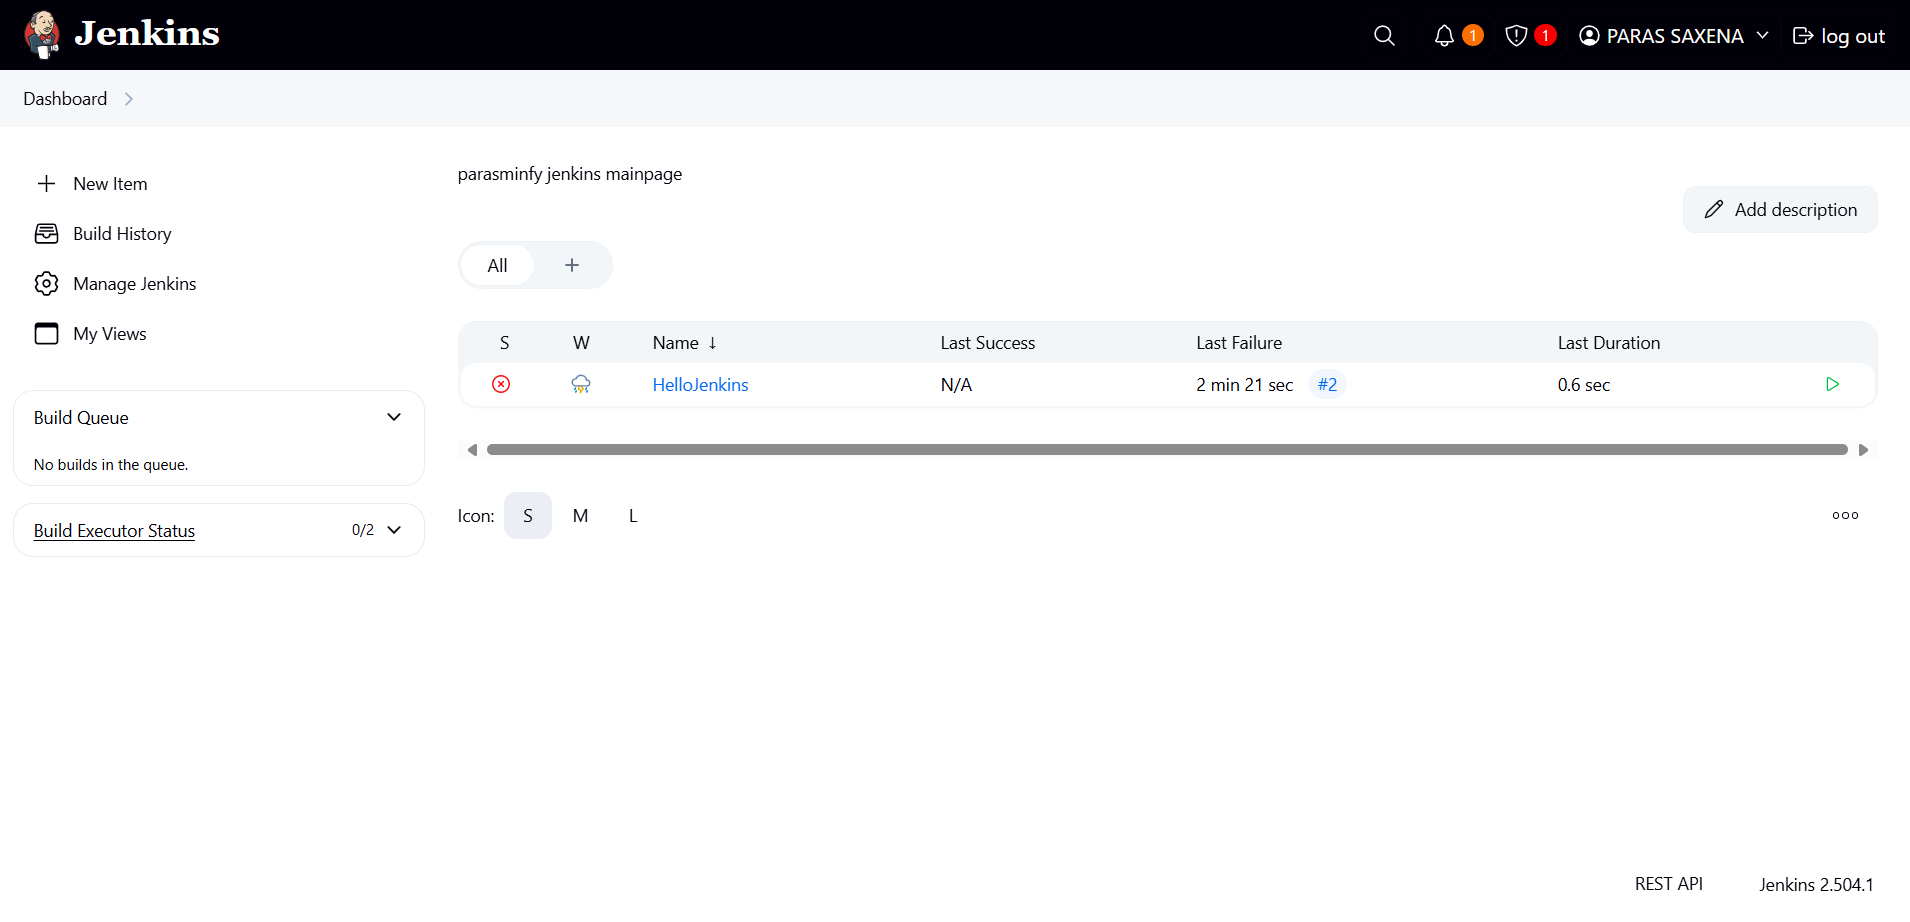 Jenkins
1 1 PARAS SAXENA log out
Dashboard
New Item
Build History
Manage Jenkins
My Views
Build Queue
No builds in the queue.
Build Executor Status 0/2
parasminfy jenkins mainpage
Add description
All +
S W Name ↓ Last Success Last Failure Last Duration
HelloJenkins N/A 2 min 21 sec #2 0.6 sec
Icon: S M L
REST API Jenkins 2.504.1